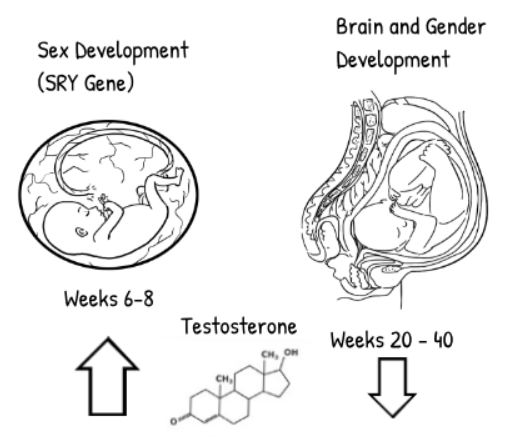 Sex Development
(SRY Gene)
Brain and Gender
Development
Weeks 6-8
Testosterone
Weeks 20 - 40
CH₃
OH
CH₃
O